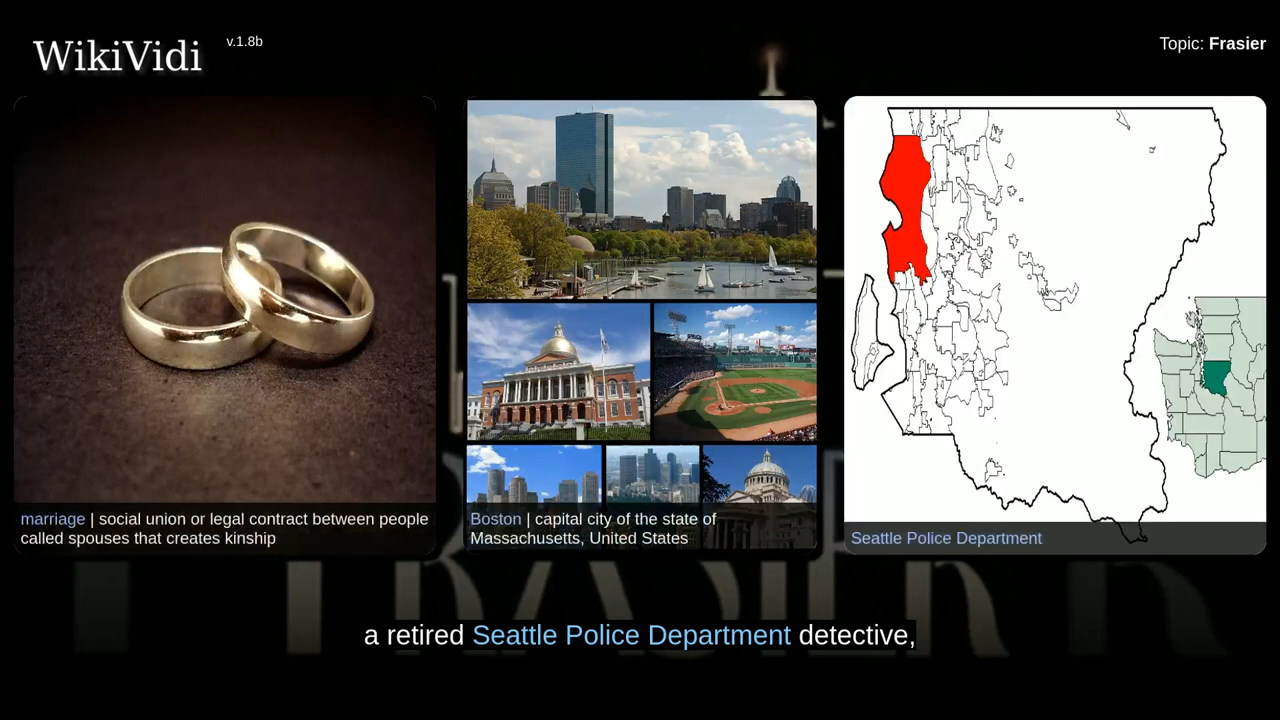 WikiVidi
v.1.8b
Topic: Frasier
marriage | social union or legal contract between people
called spouses that creates kinship
Boston | capital city of the state of
Massachusetts, United States
Seattle Police Department
FRASIER
a retired Seattle Police Department detective,